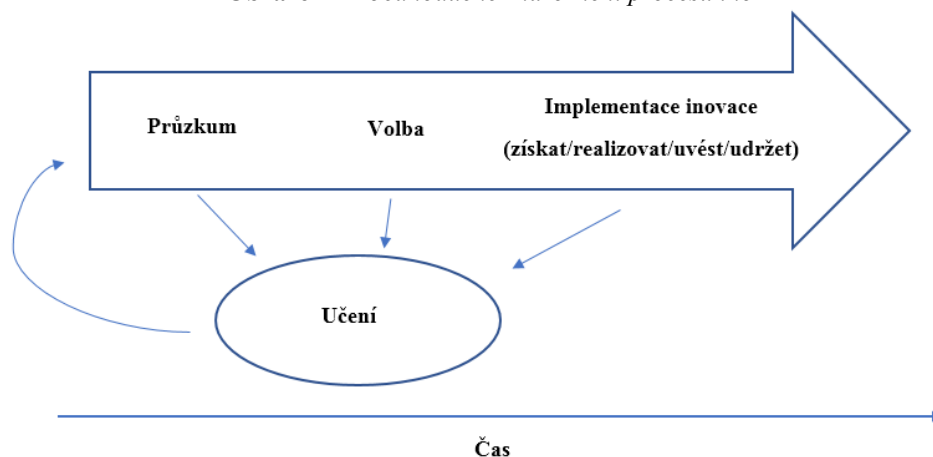 Průzkum
Volba
Implementace inovace
(získat/realizovat/uvést/udržet)
Učení
Čas